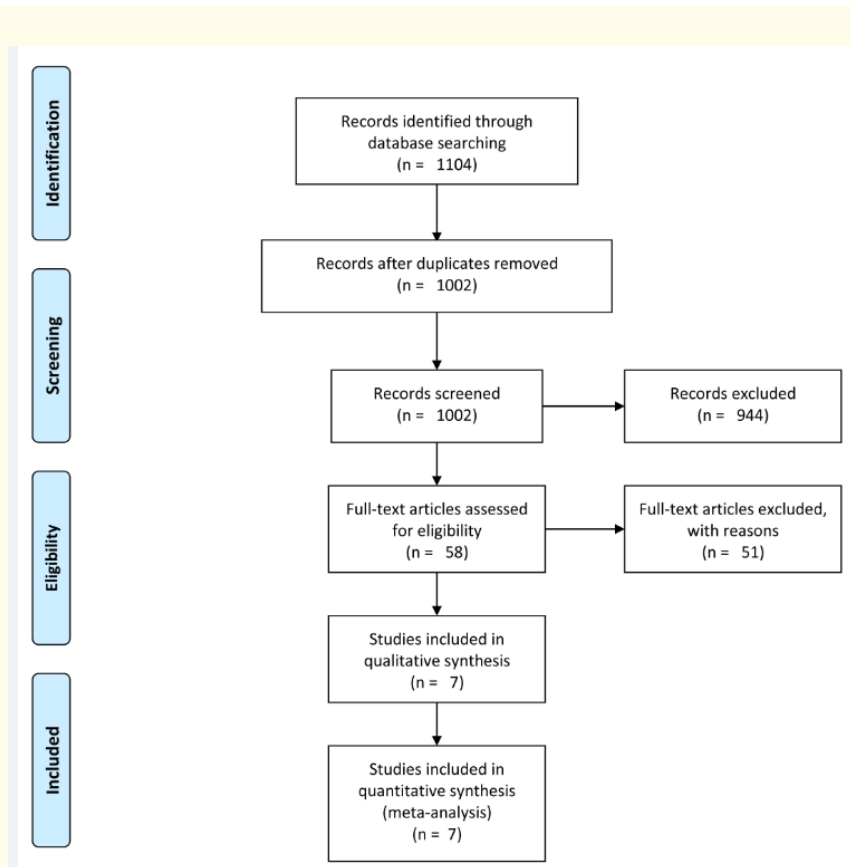 Identification
Records identified through
database searching
(n = 1104)
Records after duplicates removed
(n = 1002)
Screening
Records screened
(n = 1002)
Records excluded
(n = 944)
Eligibility
Full-text articles assessed
for eligibility
(n = 58)
Full-text articles excluded,
with reasons
(n = 51)
Studies included in
qualitative synthesis
(n = 7)
Included
Studies included in
quantitative synthesis
(meta-analysis)
(n = 7)